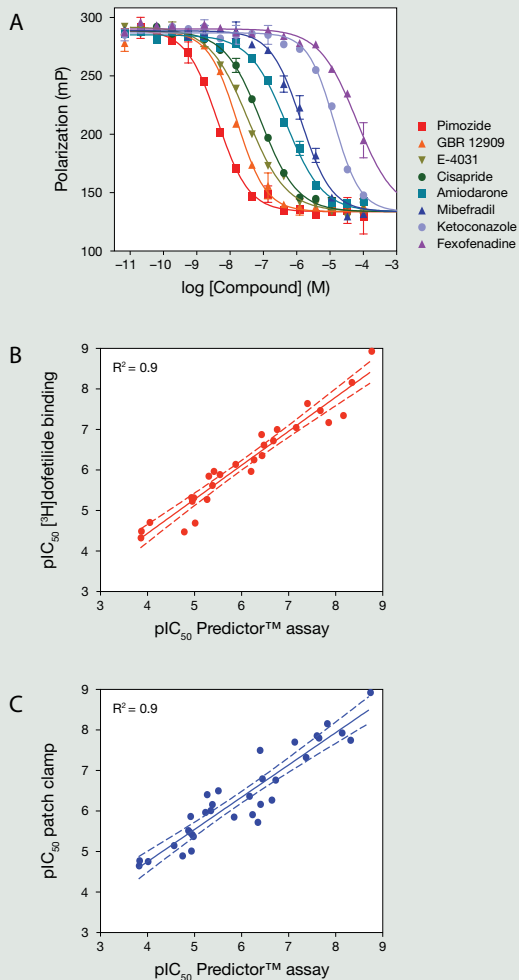 A
300
250
200
150
100
Polarization (mP)
−11 −10 −9 −8 −7 −6 −5 −4 −3
log [Compound] (M)
Pimozide
GBR 12909
E-4031
Cisapride
Amiodarone
Mibefradil
Ketoconazole
Fexofenadine
B
R² = 0.9
9
8
7
6
5
4
3
pIC₅₀ [³H]dofetilide binding
3 4 5 6 7 8 9
pIC₅₀ Predictor™ assay
C
R² = 0.9
9
8
7
6
5
4
3
pIC₅₀ patch clamp
3 4 5 6 7 8 9
pIC₅₀ Predictor™ assay